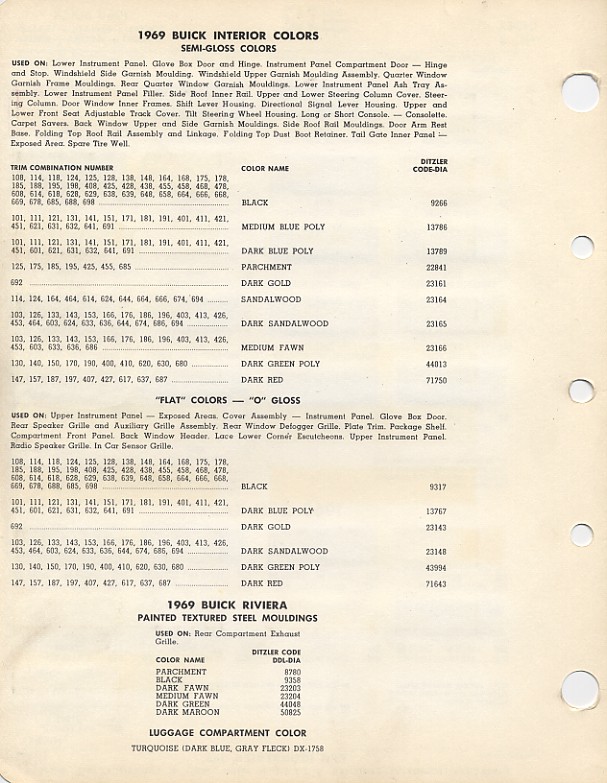 1969 BUICK INTERIOR COLORS
SEMI-GLOSS COLORS
USED ON: Lower Instrument Panel. Glove Box Door and Hinge. Instrument Panel Compartment Door — Hinge
and Stop. Windshield Side Garnish Moulding. Windshield Upper Garnish Moulding Assembly. Quarter Window
Garnish Frame Mouldings. Rear Quarter Window Garnish Mouldings. Lower Instrument Panel Ash Tray As-
sembly. Lower Instrument Panel Filler. Side Roof Inner Rail. Upper and Lower Steering Column Cover. Steer-
ing Column. Door Window Inner Frames. Shift Lever Housing. Directional Signal Lever Housing. Upper and
Lower Front Seat Adjustable Track Cover. Tilt Steering Wheel Housing. Long or Short Console. — Consolette.
Carpet Savers. Back Window Upper and Side Garnish Mouldings. Side Roof Rail Mouldings. Door Arm Rest
Base. Folding Top Roof Rail Assembly and Linkage. Folding Top Dust Boot Retainer. Tail Gate Inner Panel —
Exposed Area. Spare Tire Well.
DITZLER
TRIM COMBINATION NUMBER COLOR NAME CODE-DIA
108, 114, 118, 124, 125, 128, 138, 148, 164, 168, 175, 178,
185, 188, 195, 198, 408, 425, 428, 438, 455, 458, 468, 478,
608, 614, 618, 628, 629, 638, 639, 648, 658, 664, 666, 668,
669, 678, 685, 688, 698 .................... BLACK 9266
101, 111, 121, 131, 141, 151, 171, 181, 191, 401, 411, 421,
451, 621, 631, 632, 641, 691 .................... MEDIUM BLUE POLY 13786
101, 111, 121, 131, 141, 151, 171, 181, 191, 401, 411, 421,
451, 601, 621, 631, 632, 641, 691 .................... DARK BLUE POLY 13789
125, 175, 185, 195, 425, 455, 685 .................... PARCHMENT 22841
692 .................... DARK GOLD 23161
114, 124, 164, 464, 614, 624, 644, 664, 666, 674, 694 .......... SANDALWOOD 23164
103, 126, 133, 143, 153, 166, 176, 186, 196, 403, 413, 426,
453, 464, 603, 624, 633, 636, 644, 674, 686, 694 .......... DARK SANDALWOOD 23165
103, 126, 133, 143, 153, 166, 176, 186, 196, 403, 413, 426,
453, 603, 633, 636, 686 .................... MEDIUM FAWN 23166
130, 140, 150, 170, 190, 400, 410, 620, 630, 680 .......... DARK GREEN POLY 44013
147, 157, 187, 197, 407, 427, 617, 637, 687 .......... DARK RED 71750
"FLAT" COLORS — "O" GLOSS
USED ON: Upper Instrument Panel — Exposed Areas. Cover Assembly — Instrument Panel. Glove Box Door.
Rear Speaker Grille and Auxiliary Grille Assembly. Rear Window Defogger Grille. Plate Trim. Package Shelf.
Compartment Front Panel. Back Window Header. Lace Lower Corner Escutcheons. Upper Instrument Panel
Radio Speaker Grille. In Car Sensor Grille.
108, 114, 118, 124, 125, 128, 138, 148, 164, 168, 175, 178,
185, 188, 195, 198, 408, 425, 428, 438, 455, 458, 468, 478,
608, 614, 618, 628, 629, 638, 639, 648, 658, 664, 666, 668,
669, 678, 688, 685, 698 .................... BLACK 9317
101, 111, 121, 131, 141, 151, 171, 181, 191, 401, 411, 421,
451, 601, 621, 631, 632, 641, 691 .................... DARK BLUE POLY 13767
692 .................... DARK GOLD 23143
103, 126, 133, 143, 153, 166, 176, 186, 196, 403, 413, 426,
453, 464, 603, 624, 633, 636, 644, 674, 686, 694 .......... DARK SANDALWOOD 23148
130, 140, 150, 170, 190, 400, 410, 620, 630, 680 .......... DARK GREEN POLY 43994
147, 157, 187, 197, 407, 427, 617, 637, 687 .......... DARK RED 71643
1969 BUICK RIVIERA
PAINTED TEXTURED STEEL MOULDINGS
USED ON: Rear Compartment Exhaust
Grille.
DITZLER CODE
COLOR NAME DDL-DIA
PARCHMENT 8780
BLACK 9358
DARK FAWN 23203
MEDIUM FAWN 23204
DARK GREEN 44048
DARK MAROON 50825
LUGGAGE COMPARTMENT COLOR
TURQUOISE (DARK BLUE, GRAY FLECK) DX-1758